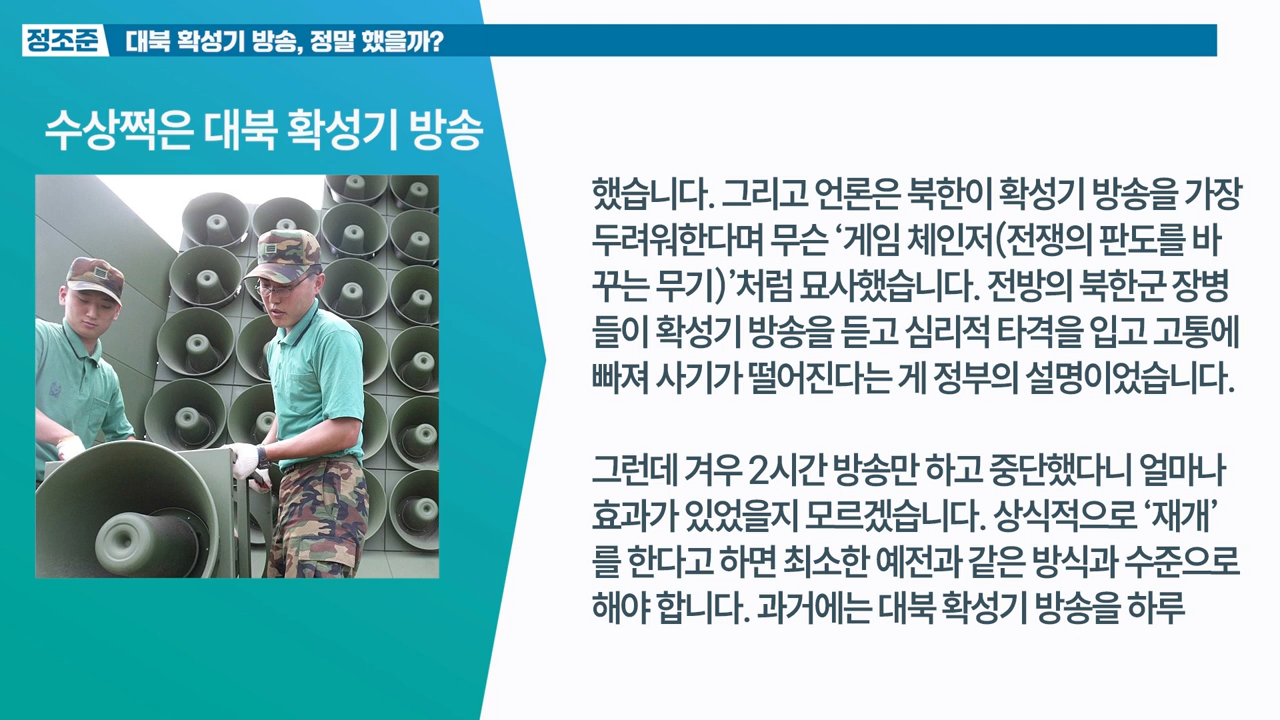 정조준
대북 확성기 방송, 정말 했을까?
수상쩍은 대북 확성기 방송
했습니다. 그리고 언론은 북한이 확성기 방송을 가장
두려워한다며 무슨 ‘게임 체인저(전쟁의 판도를 바
꾸는 무기)’처럼 묘사했습니다. 전방의 북한군 장병
들이 확성기 방송을 듣고 심리적 타격을 입고 고통에
빠져 사기가 떨어진다는 게 정부의 설명이었습니다.
그런데 겨우 2시간 방송만 하고 중단했다니 얼마나
효과가 있었을지 모르겠습니다. 상식적으로 ‘재개’
를 한다고 하면 최소한 예전과 같은 방식과 수준으로
해야 합니다. 과거에는 대북 확성기 방송을 하루